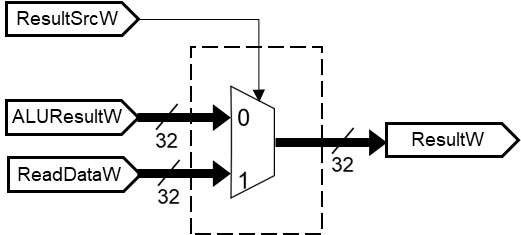 ResultSrcW
ALUResultW
32
0
ReadDataW
32
1
32
ResultW